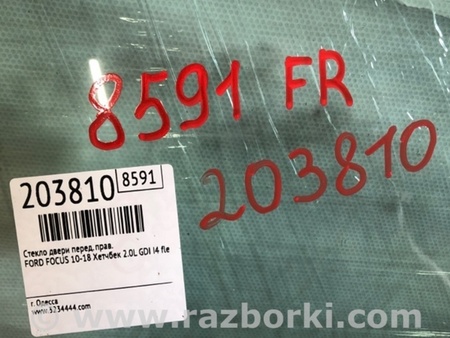 8591 FR
203810
203810 8591
Стекло двери перед. прав.
FORD FOCUS 10-18 Хетчбек 2.0L GDI I4 fle
г. Одесса
www.5234444.com
www.razborki.com